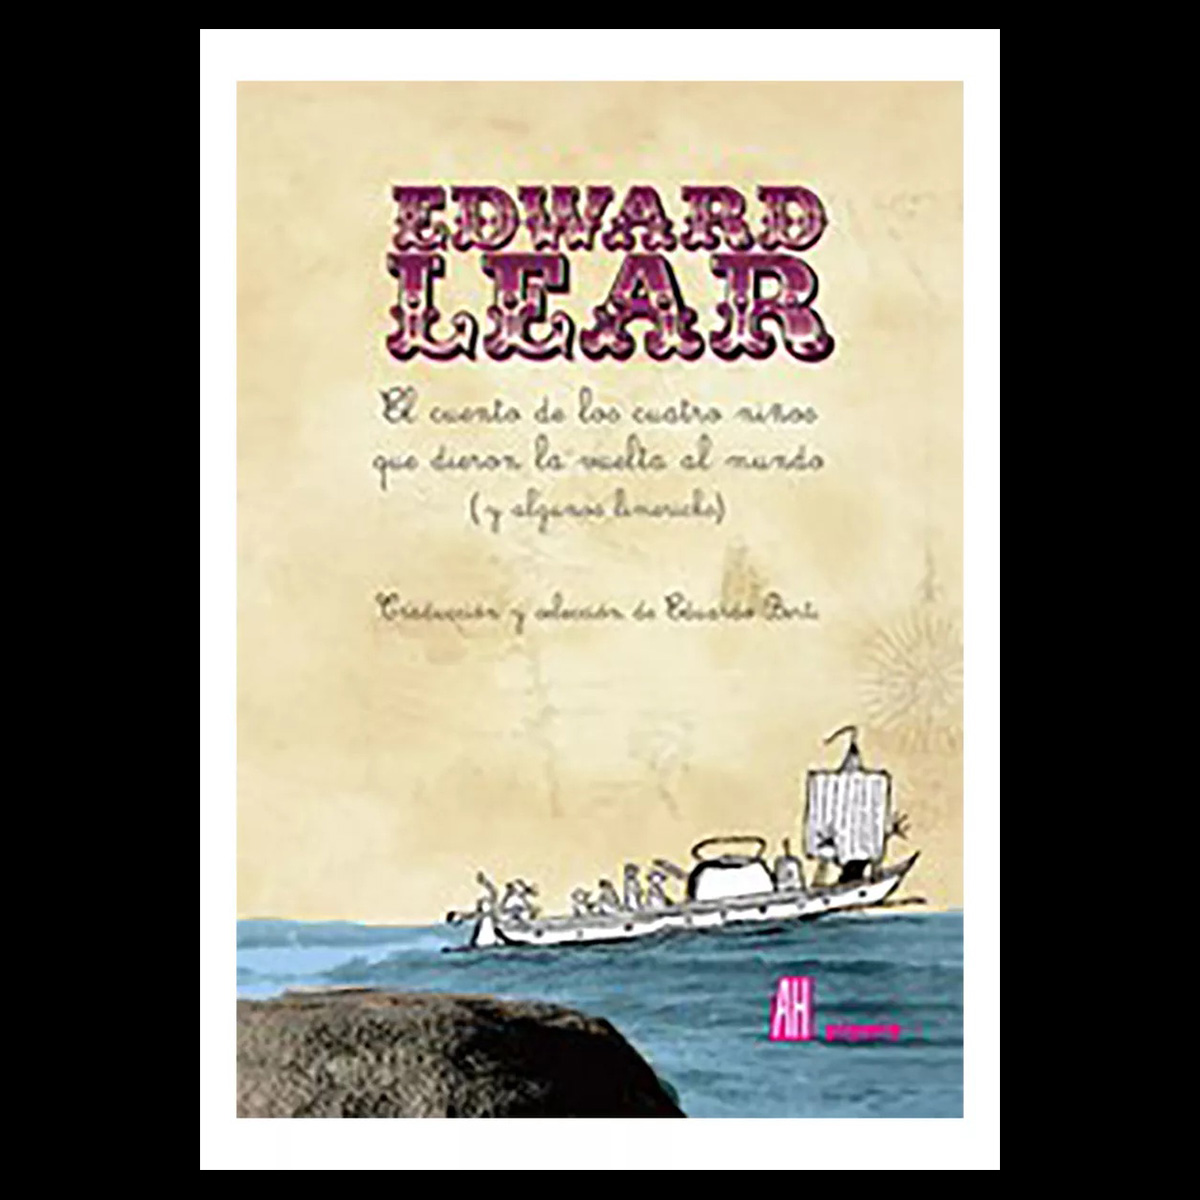 EDWARD
LEAR
El cuento de los cuatro niños
que dieron la vuelta al mundo
(y algunos limericks)
Traducción y selección de Eduardo Berti
AH